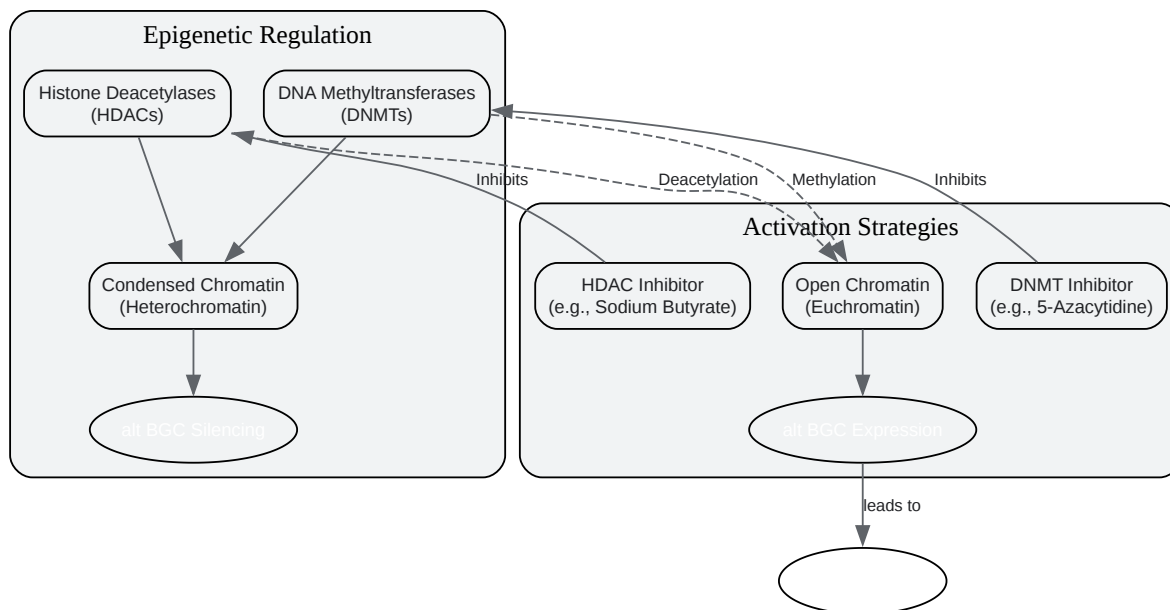 Epigenetic Regulation
Histone Deacetylases
(HDACs)
DNA Methyltransferases
(DNMTs)
Inhibits
Deacetylation
Methylation
Inhibits
Activation Strategies
Condensed Chromatin
(Heterochromatin)
HDAC Inhibitor
(e.g., Sodium Butyrate)
Open Chromatin
(Euchromatin)
DNMT Inhibitor
(e.g., 5-Azacytidine)
alt BGC Silencing
alt BGC Expression
leads to